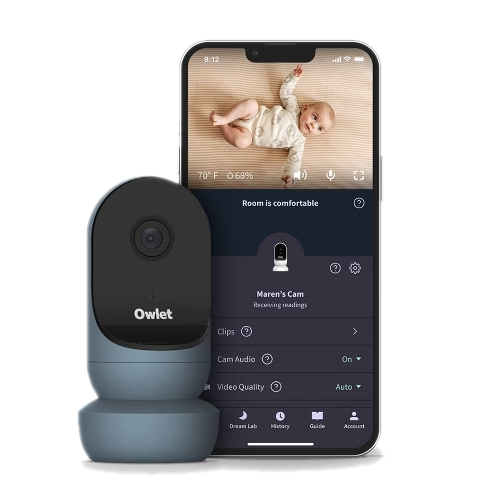 9:12
70° F
68%
Room is comfortable
?
? 
Maren's Cam
Receiving readings
Clips ?
Cam Audio ? On
Video Quality ? Auto
Dream Lab History Guide Account
Owlet